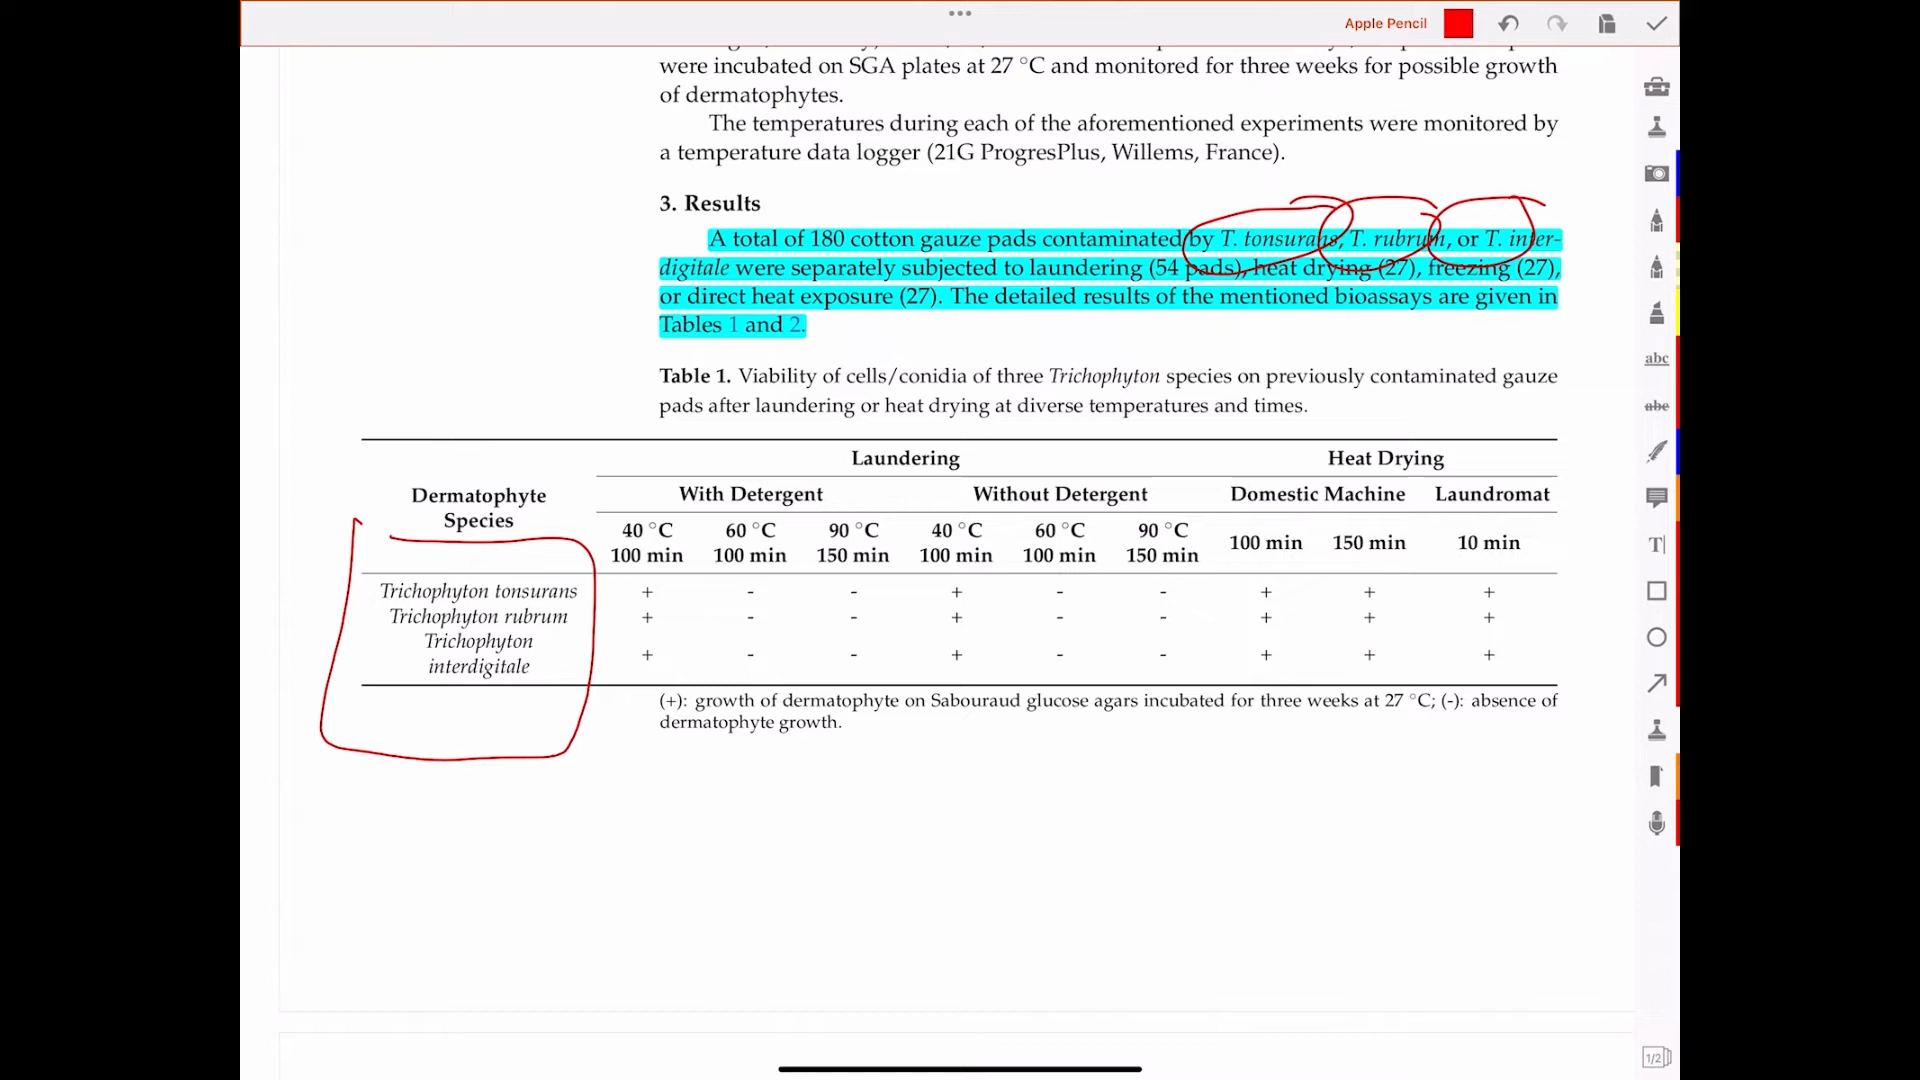 Apple Pencil
were incubated on SGA plates at 27 °C and monitored for three weeks for possible growth
of dermatophytes.
The temperatures during each of the aforementioned experiments were monitored by
a temperature data logger (21G ProgresPlus, Willems, France).
3. Results
A total of 180 cotton gauze pads contaminated by T. tonsurans, T. rubrum, or T. inter-
digitale were separately subjected to laundering (54 pads), heat drying (27), freezing (27),
or direct heat exposure (27). The detailed results of the mentioned bioassays are given in
Tables 1 and 2.
Table 1. Viability of cells/conidia of three Trichophyton species on previously contaminated gauze
pads after laundering or heat drying at diverse temperatures and times.
Laundering Heat Drying
Dermatophyte Species With Detergent Without Detergent Domestic Machine Laundromat
40 °C 60 °C 90 °C 40 °C 60 °C 90 °C
100 min 100 min 150 min 100 min 100 min 150 min 100 min 150 min 10 min
Trichophyton tonsurans + - - + - - + + +
Trichophyton rubrum + - - + - - + + +
Trichophyton
interdigitale + - - + - - + + +
(+): growth of dermatophyte on Sabouraud glucose agars incubated for three weeks at 27 °C; (-): absence of
dermatophyte growth.
abc
abc
T
1/2